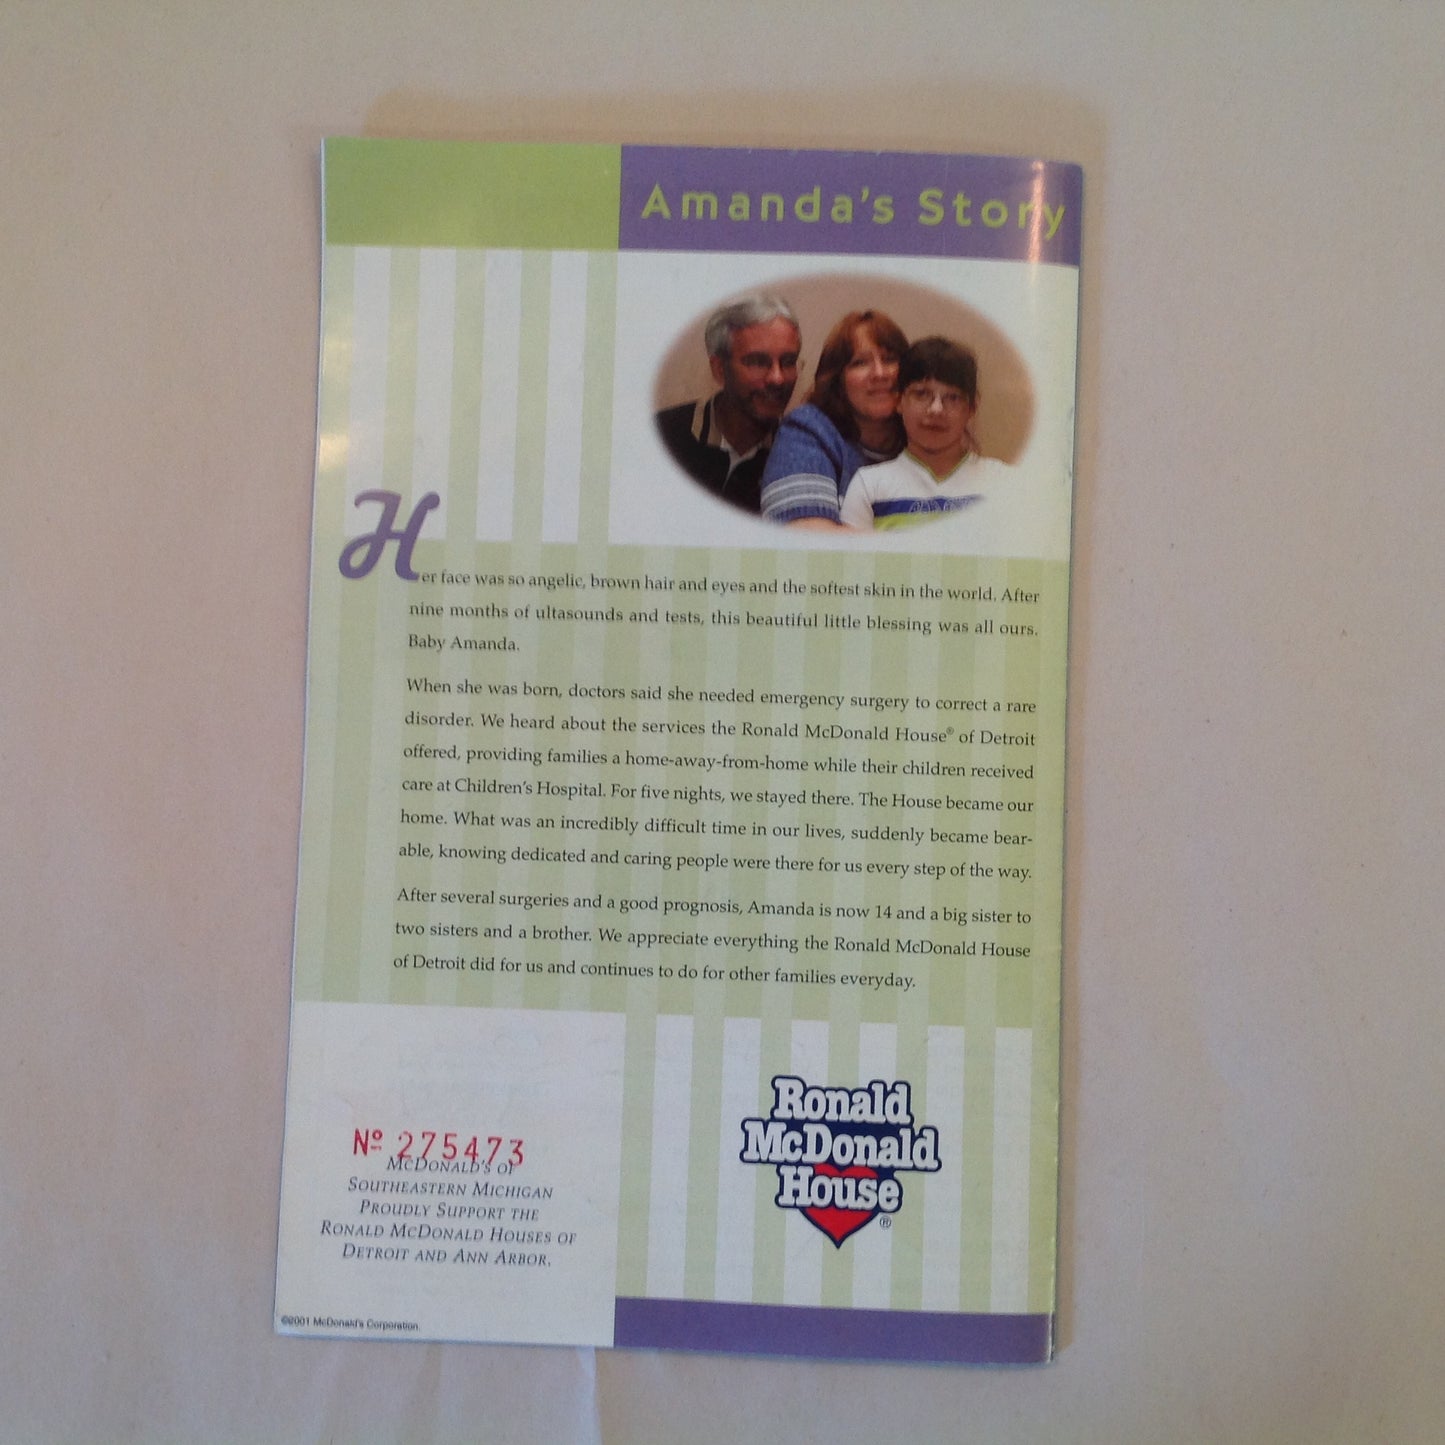 Amanda's Story
Her face was so angelic, brown hair and eyes and the softest skin in the world. After
nine months of ultasounds and tests, this beautiful little blessing was all ours.
Baby Amanda.
When she was born, doctors said she needed emergency surgery to correct a rare
disorder. We heard about the services the Ronald McDonald House® of Detroit
offered, providing families a home-away-from-home while their children received
care at Children's Hospital. For five nights, we stayed there. The House became our
home. What was an incredibly difficult time in our lives, suddenly became bear-
able, knowing dedicated and caring people were there for us every step of the way.
After several surgeries and a good prognosis, Amanda is now 14 and a big sister to
two sisters and a brother. We appreciate everything the Ronald McDonald House
of Detroit did for us and continues to do for other families everyday.
Nº 275473
McDonald's of
Southeastern Michigan
Proudly Support the
Ronald McDonald Houses of
Detroit and Ann Arbor.
©2001 McDonald's Corporation.
Ronald
McDonald
House
®